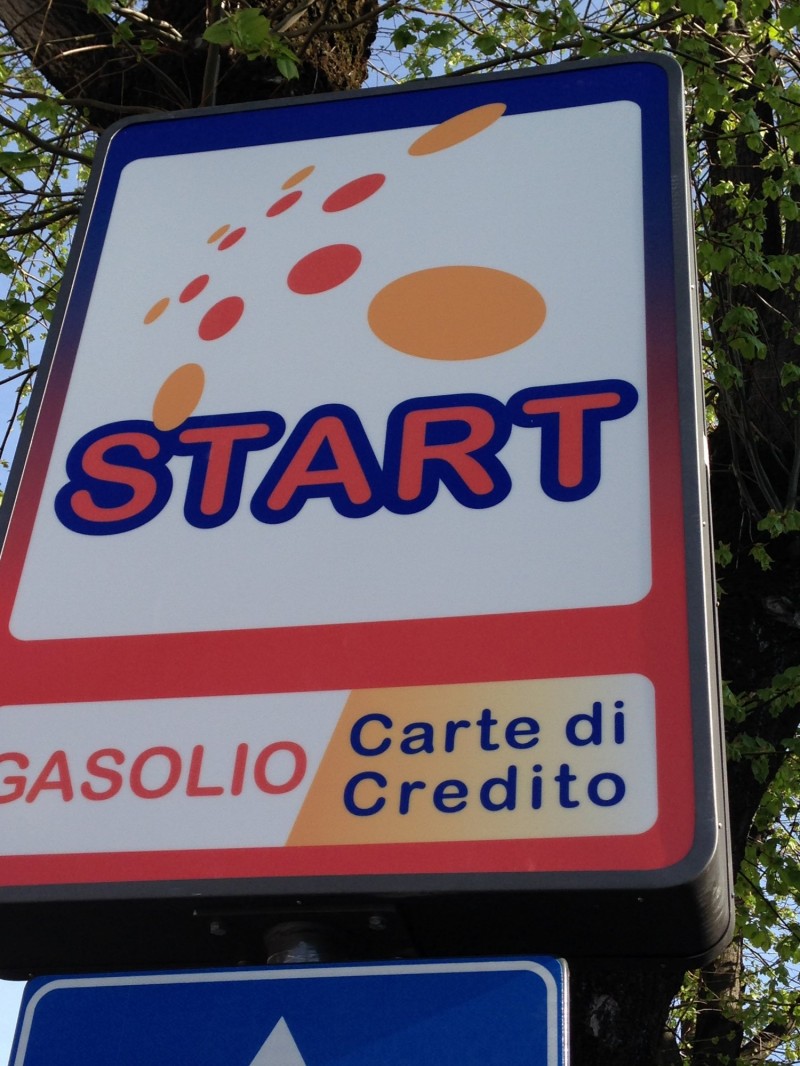 START
GASOLIO
Carte di
Credito